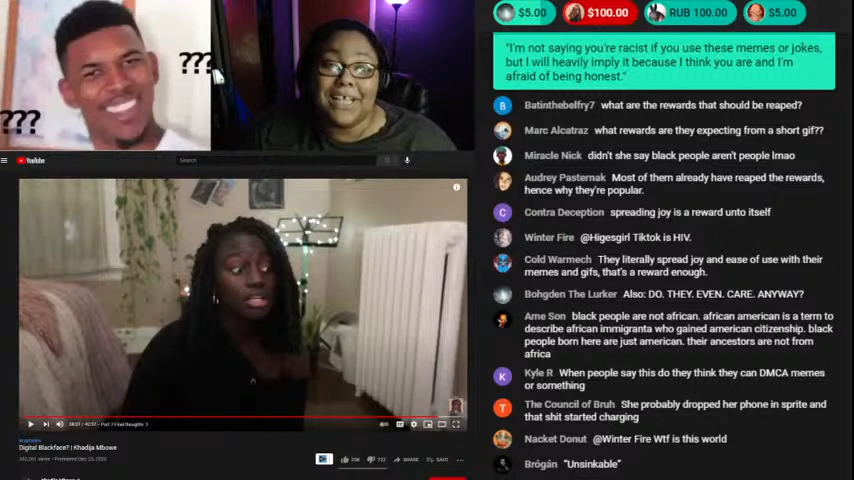 ???
???
$5.00
$100.00
RUB 100.00
$5.00
"I'm not saying you're racist if you use these memes or jokes,
but I will heavily imply it because I think you are and I'm
afraid of being honest."
Batinthebelfry7 what are the rewards that should be reaped?
Marc Alcatraz what rewards are they expecting from a short gif??
Miracle Nick didn't she say black people aren't people lmao
Audrey Pasternak Most of them already have reaped the rewards,
hence why they're popular.
Contra Deception spreading joy is a reward unto itself
Winter Fire @Higesgirl Tiktok is HIV.
Cold Warmech They literally spread joy and ease of use with their
memes and gifs, that's a reward enough.
Bohgden The Lurker Also: DO. THEY. EVEN. CARE. ANYWAY?
Arne Son black people are not african. african american is a term to
describe african immigranta who gained american citizenship. black
people born here are just american. their ancestors are not from
africa
Kyle R When people say this do they think they can DMCA memes
or something
The Council of Bruh She probably dropped her phone in sprite and
that shit started charging
Nacket Donut @Winter Fire Wtf is this world
Brógán "Unsinkable"
YouTube
Search
Part 7 Final thoughts
Digital Blackface? | Khadija Mbowe
SHARE
SAVE